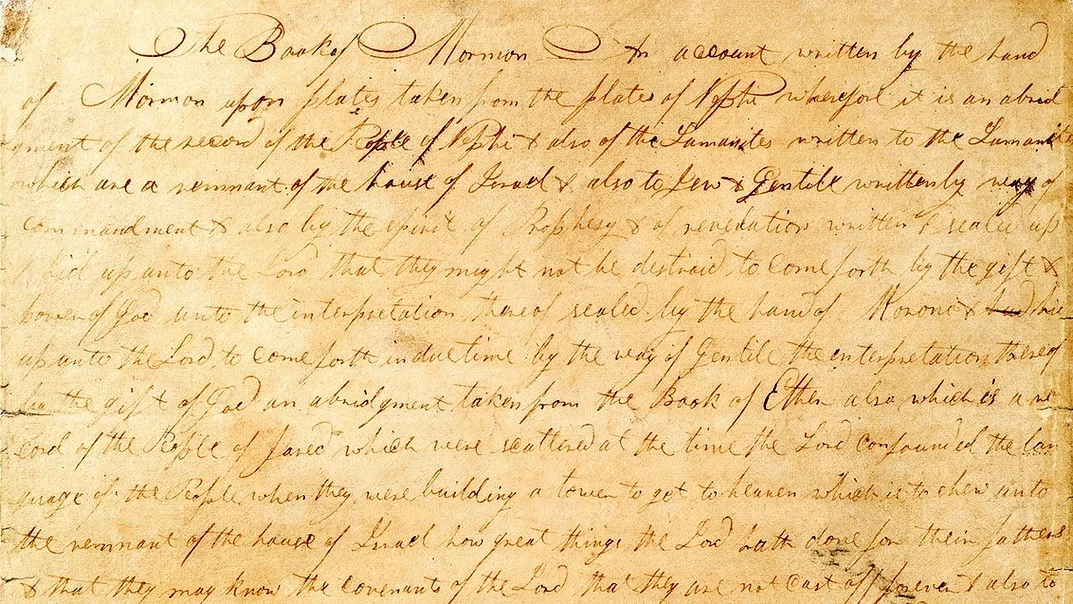 The Book of Mormon An account written by the hand
of Mormon upon plates taken from the plates of Nephi wherefore it is an abrid
gment of the record of the People of Nephi & also of the Lamanites written to the Lamanites
which are a remnant of the house of Israel & also to Jew & Gentile written by way of
commandment & also by the spirit of Prophesy & of revelation written & sealed up
& hid up unto the Lord that they might not be destroid to come forth by the gift &
power of God unto the interpretation thereof sealed by the hand of Moroni & hid
up unto the Lord to come forth in due time by the way of Gentile the interpretation thereof
by the gift of God an abridgment taken from the Book of Ether also which is a re
cord of the People of Jared which were scattered at the time the Lord confounded the lan
guage of the People when they were building a tower to get to heaven which is to shew unto
the remnant of the house of Israel how great things the Lord hath done for their fathers
& that they may know the covenants of the Lord that they are not cast off forever & also to